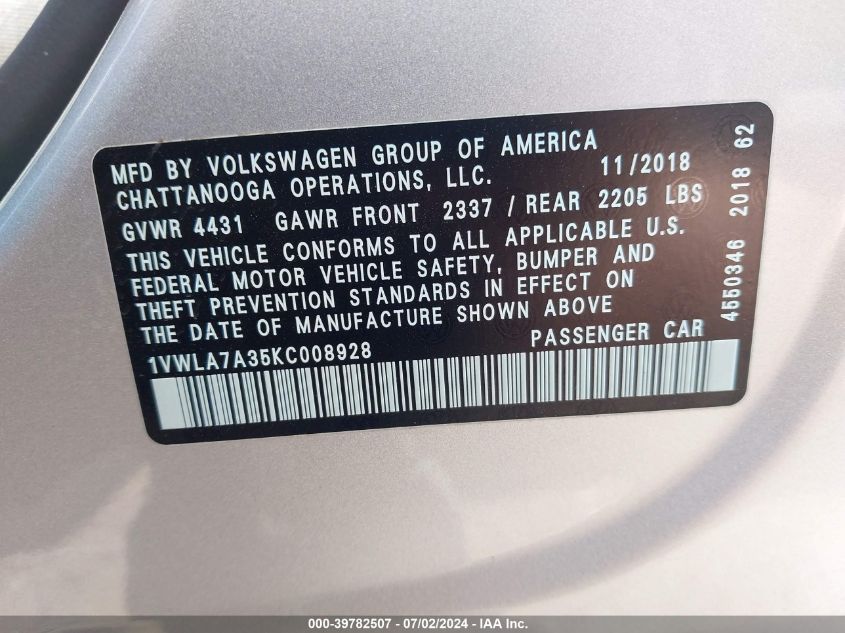 MFD BY VOLKSWAGEN GROUP OF AMERICA
CHATTANOOGA OPERATIONS, LLC. 11/2018
GVWR 4431 GAWR FRONT 2337 / REAR 2205 LBS
THIS VEHICLE CONFORMS TO ALL APPLICABLE U.S.
FEDERAL MOTOR VEHICLE SAFETY, BUMPER AND
THEFT PREVENTION STANDARDS IN EFFECT ON
THE DATE OF MANUFACTURE SHOWN ABOVE
1VWLA7A35KC008928 PASSENGER CAR
4550346 2018 62
000-39782507 - 07/02/2024 - IAA Inc.